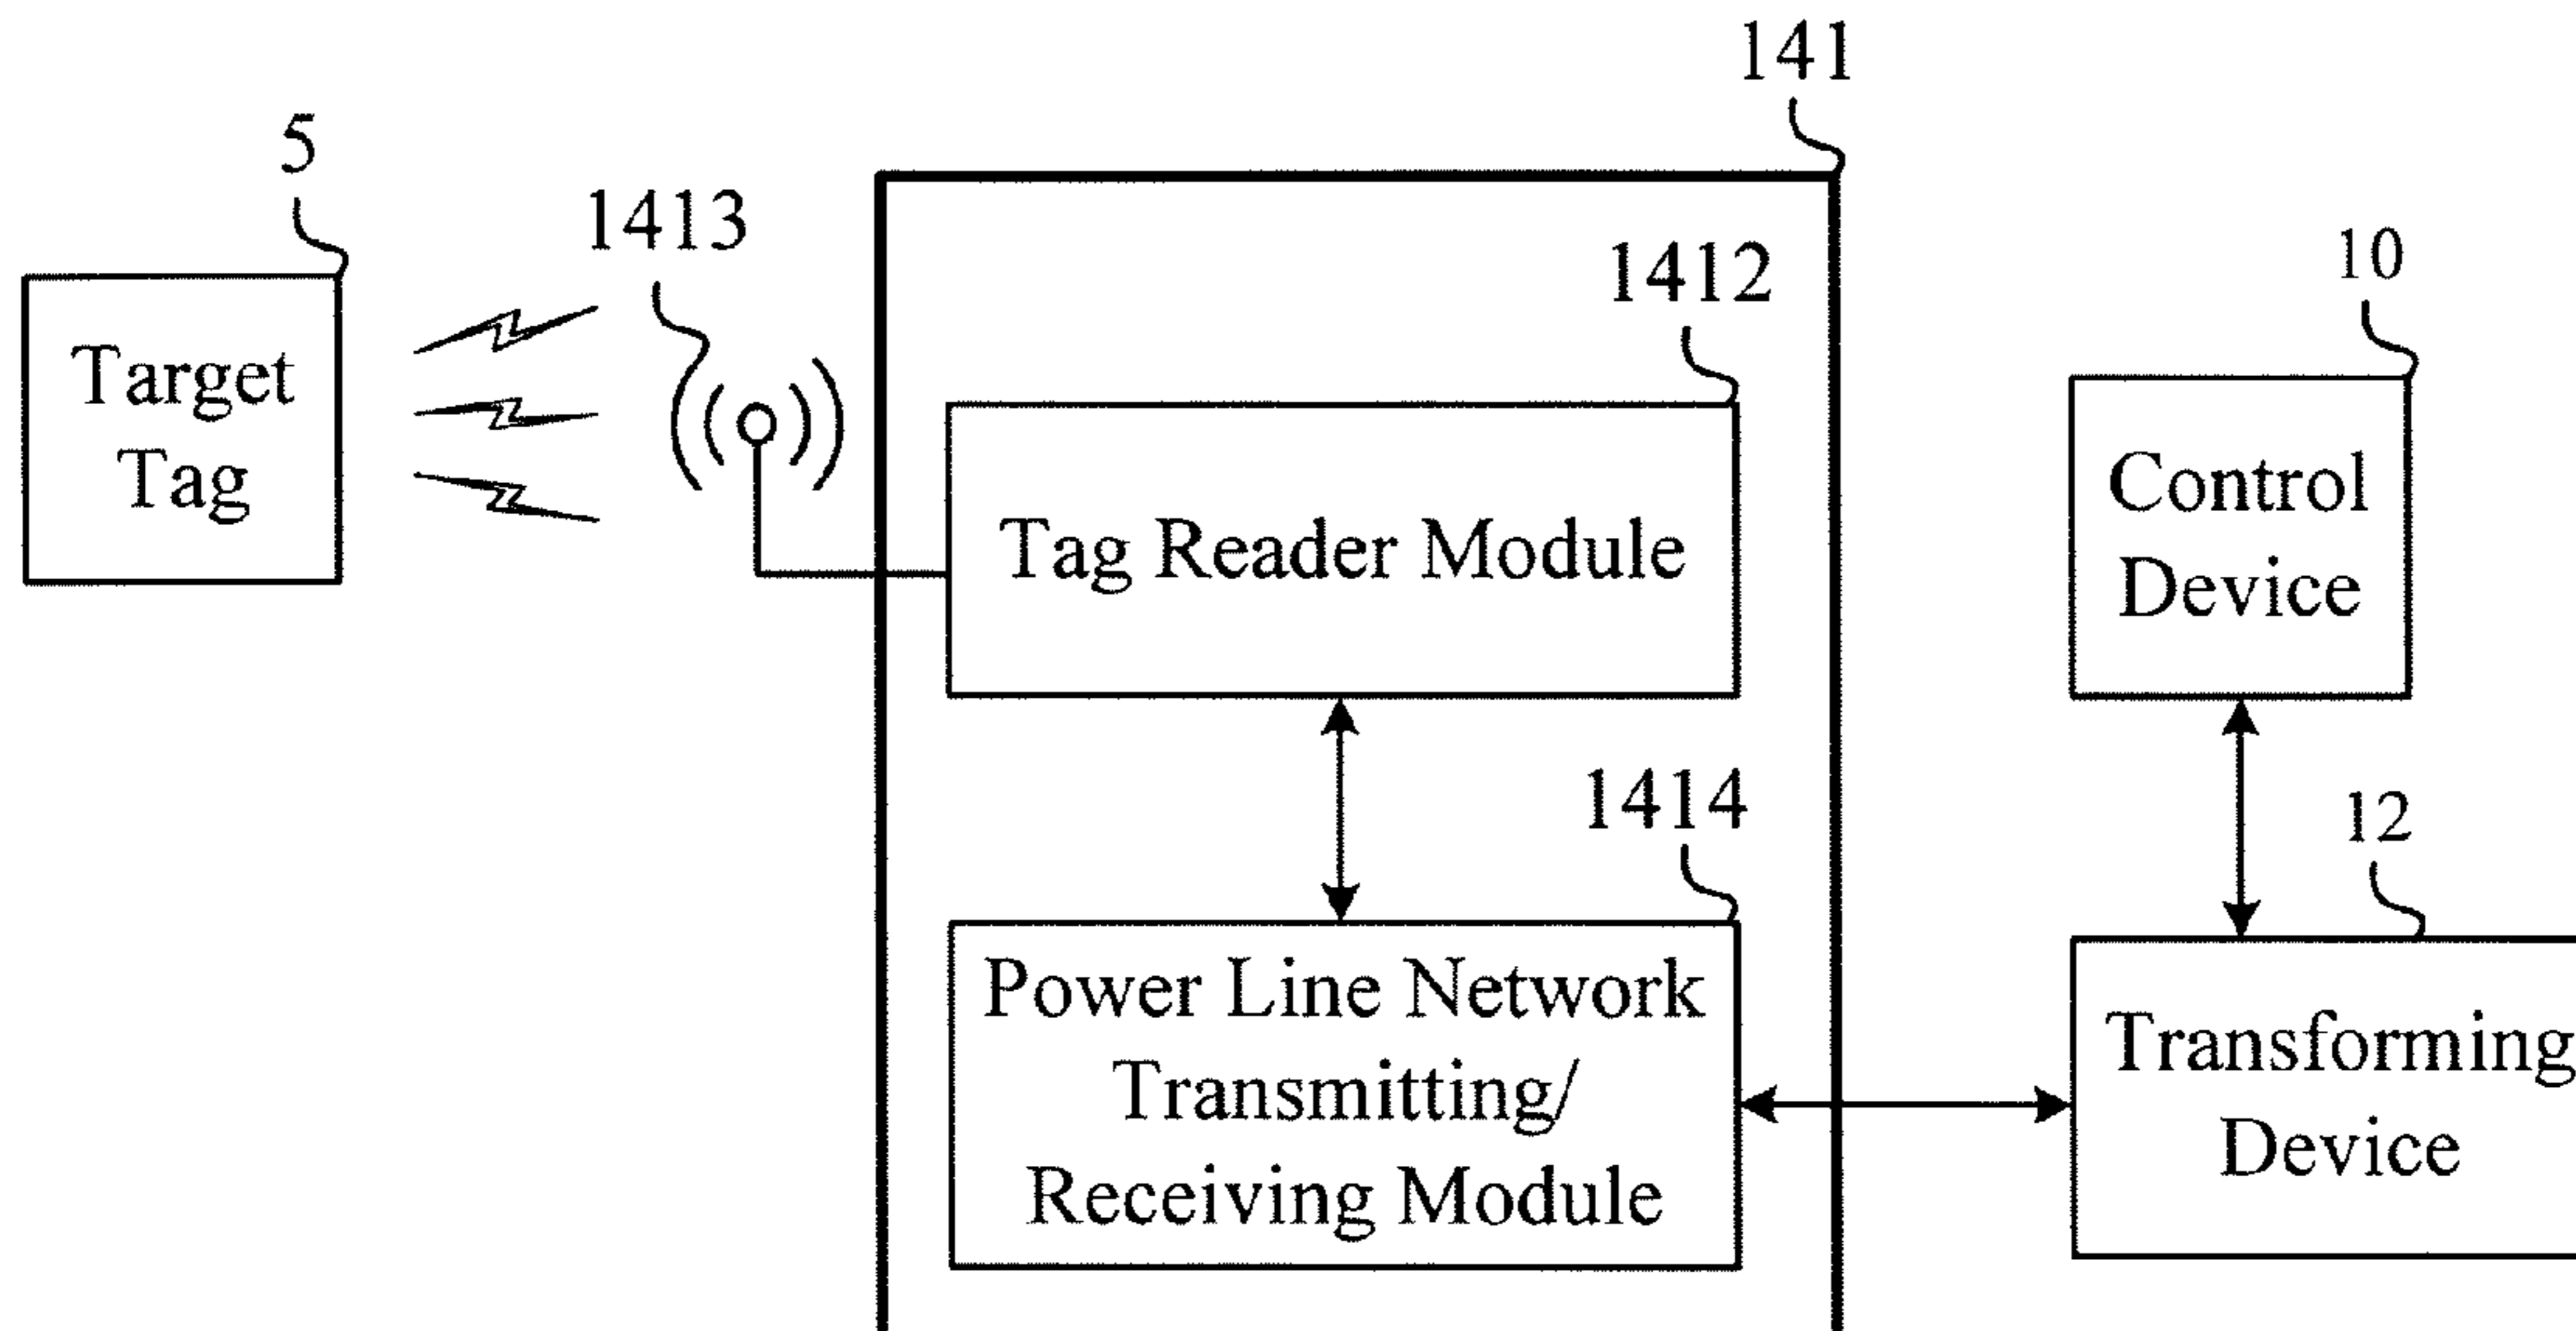 141
5
1413
1412
10
Target
Tag
Control
Device
Tag Reader Module
1414
12
Power Line Network
Transmitting/
Receiving Module
Transforming
Device